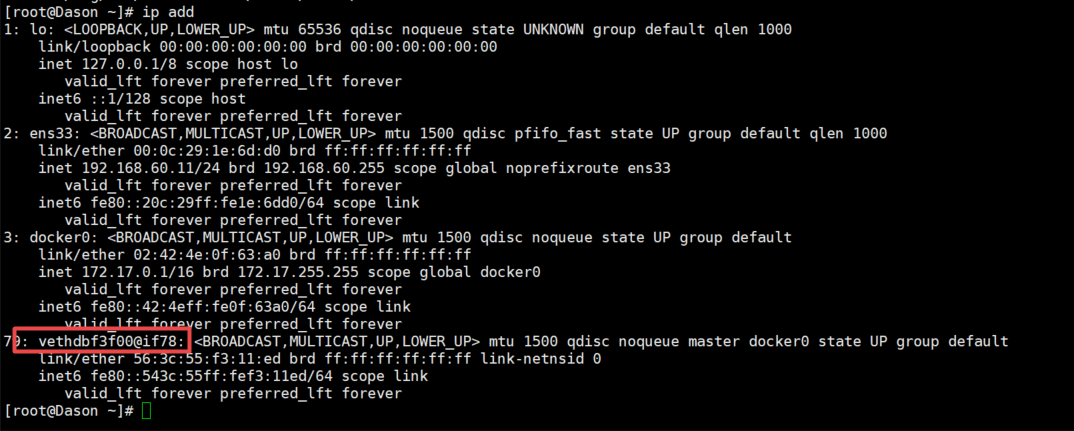 [root@Dason ~]# ip add
1: lo: <LOOPBACK,UP,LOWER_UP> mtu 65536 qdisc noqueue state UNKNOWN group default qlen 1000
    link/loopback 00:00:00:00:00:00 brd 00:00:00:00:00:00
    inet 127.0.0.1/8 scope host lo
       valid_lft forever preferred_lft forever
    inet6 ::1/128 scope host
       valid_lft forever preferred_lft forever
2: ens33: <BROADCAST,MULTICAST,UP,LOWER_UP> mtu 1500 qdisc pfifo_fast state UP group default qlen 1000
    link/ether 00:0c:29:1e:6d:d0 brd ff:ff:ff:ff:ff:ff
    inet 192.168.60.11/24 brd 192.168.60.255 scope global noprefixroute ens33
       valid_lft forever preferred_lft forever
    inet6 fe80::20c:29ff:fe1e:6dd0/64 scope link
       valid_lft forever preferred_lft forever
3: docker0: <BROADCAST,MULTICAST,UP,LOWER_UP> mtu 1500 qdisc noqueue state UP group default
    link/ether 02:42:4e:0f:63:a0 brd ff:ff:ff:ff:ff:ff
    inet 172.17.0.1/16 brd 172.17.255.255 scope global docker0
       valid_lft forever preferred_lft forever
    inet6 fe80::42:4eff:fe0f:63a0/64 scope link
       valid_lft forever preferred_lft forever
79: vethdbf3f00@if78: <BROADCAST,MULTICAST,UP,LOWER_UP> mtu 1500 qdisc noqueue master docker0 state UP group default
    link/ether 56:3c:55:f3:11:ed brd ff:ff:ff:ff:ff:ff link-netnsid 0
    inet6 fe80::543c:55ff:fef3:11ed/64 scope link
       valid_lft forever preferred_lft forever
[root@Dason ~]#